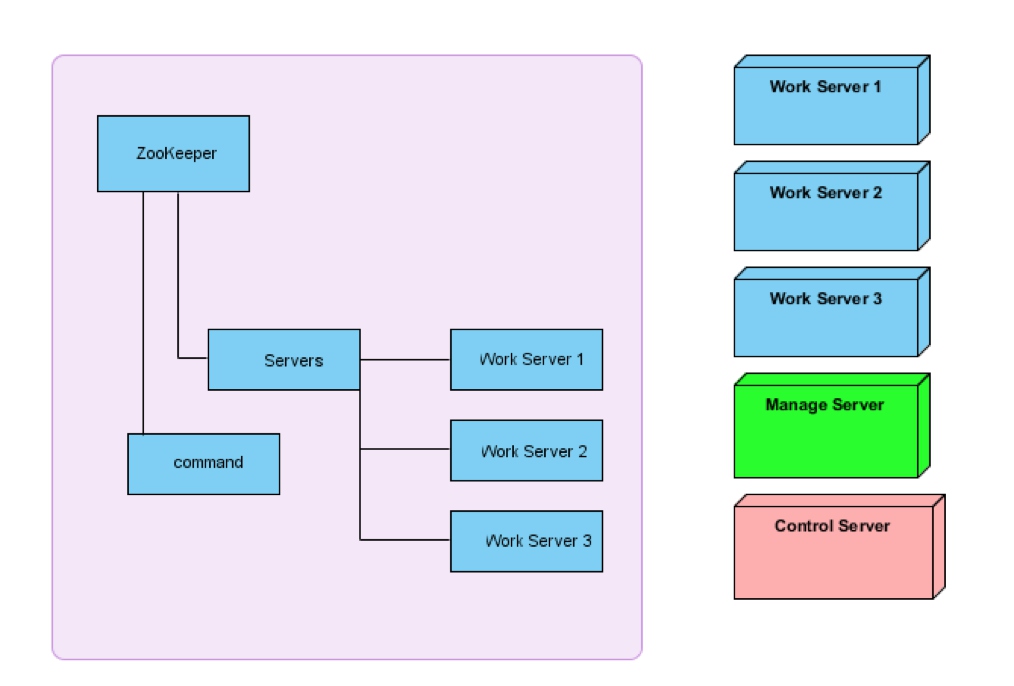 ZooKeeper
Servers
command
Work Server 1
Work Server 2
Work Server 3
Work Server 1
Work Server 2
Work Server 3
Manage Server
Control Server